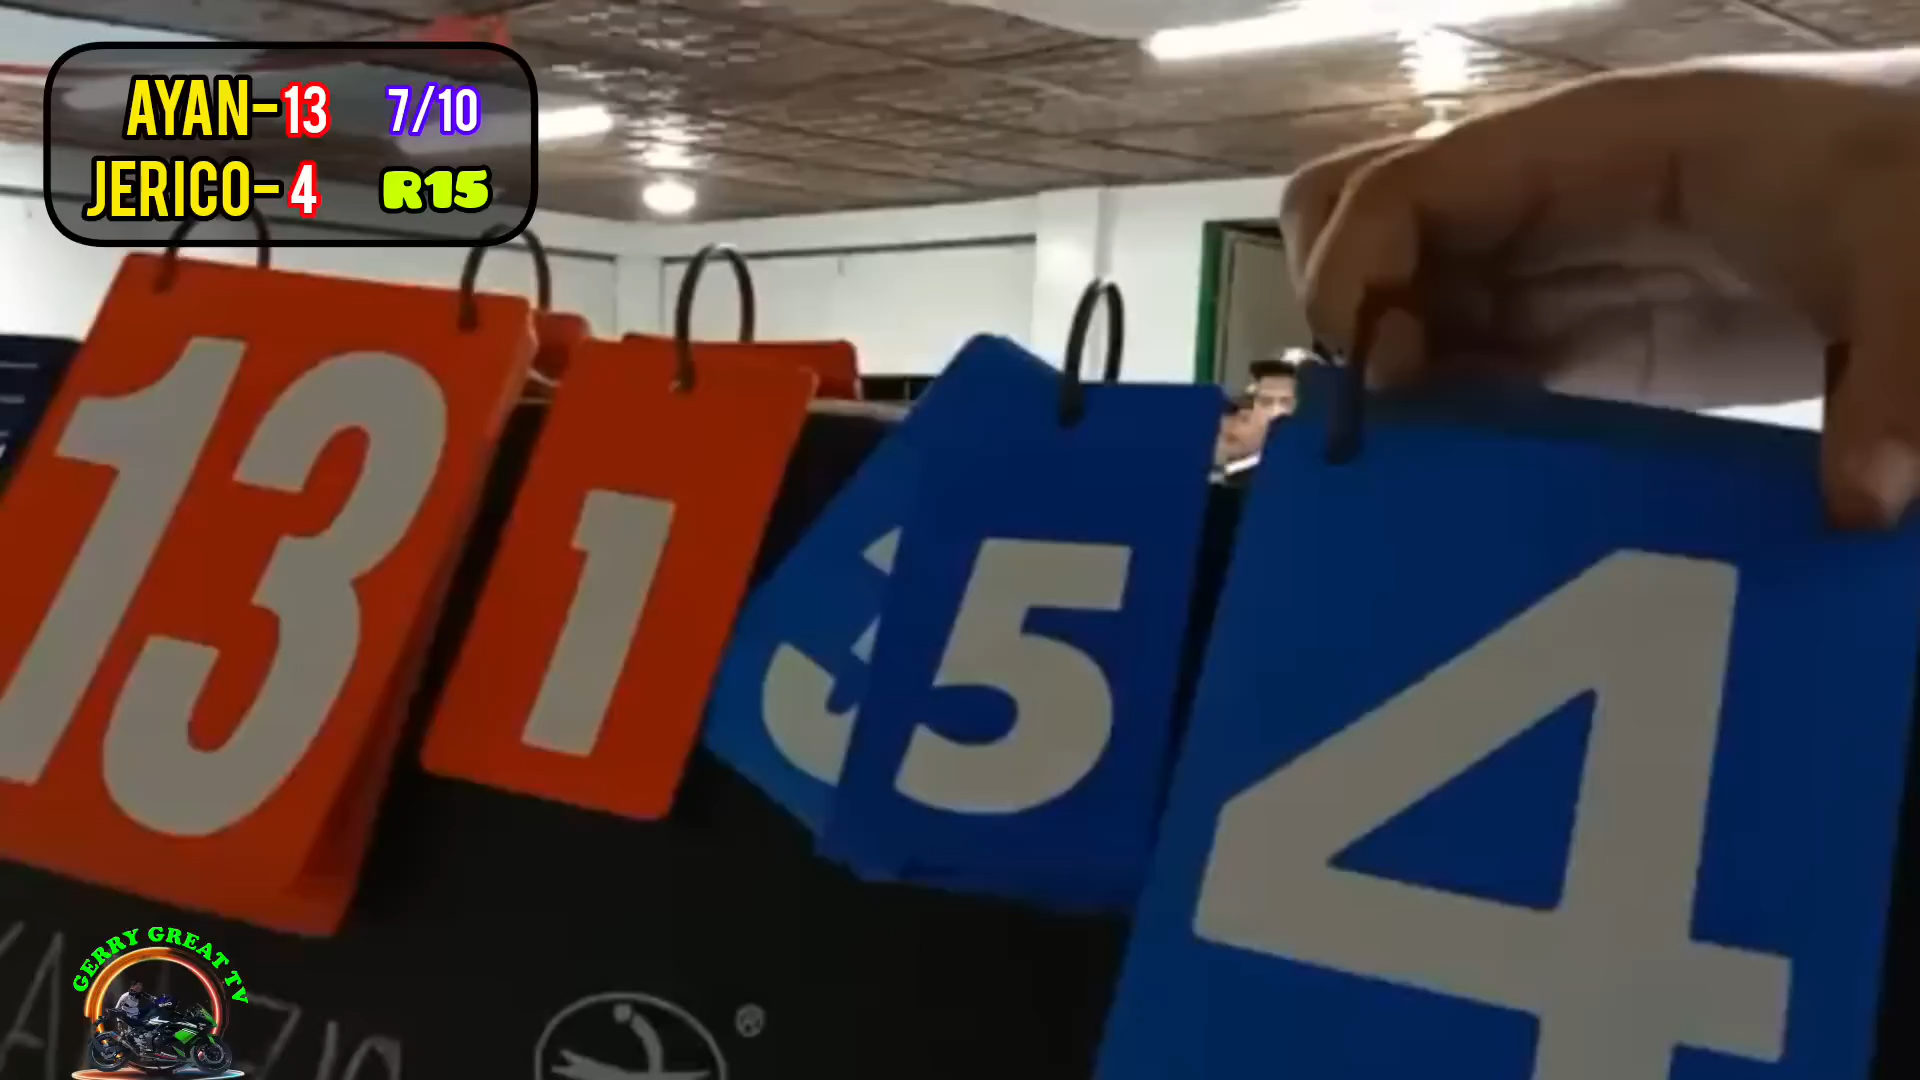 AYAN-13 7/10
JERICO-4 R15
13 1 5 4
GERRY GREAT TV
®